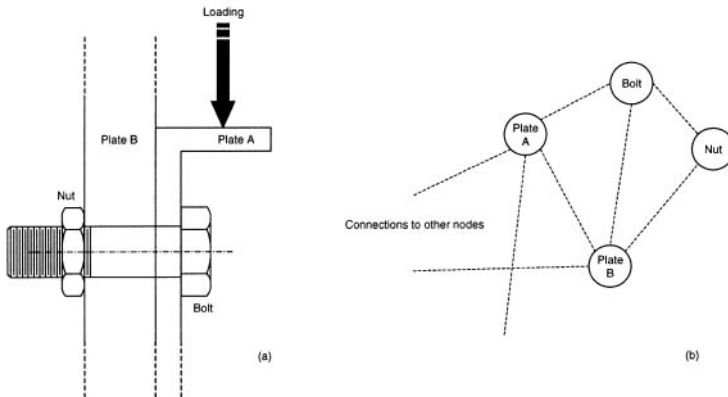 Loading
Plate B
Plate A
Nut
Bolt
(a)
Bolt
Plate
A
Nut
Connections to other nodes
Plate
B
(b)